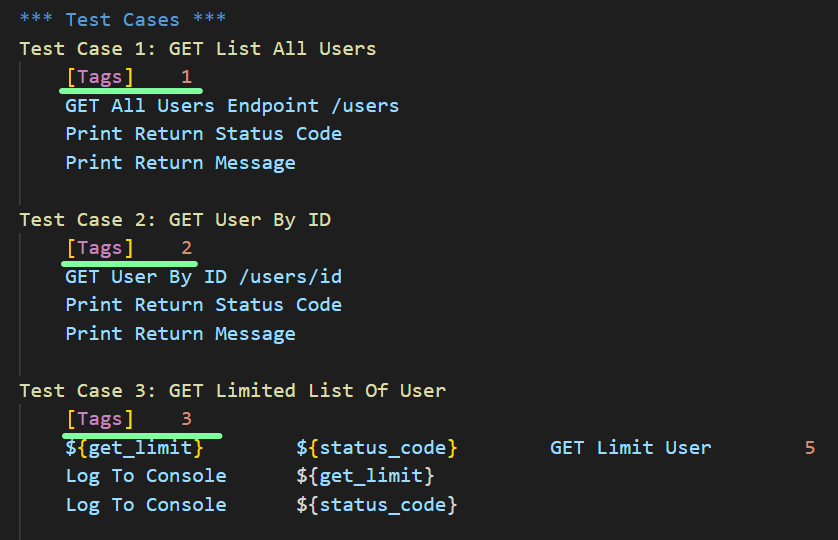 *** Test Cases ***
Test Case 1: GET List All Users
[Tags]    1
GET All Users Endpoint /users
Print Return Status Code
Print Return Message
Test Case 2: GET User By ID
[Tags]    2
GET User By ID /users/id
Print Return Status Code
Print Return Message
Test Case 3: GET Limited List Of User
[Tags]    3
${get_limit}        ${status_code}        GET Limit User        5
Log To Console      ${get_limit}
Log To Console      ${status_code}